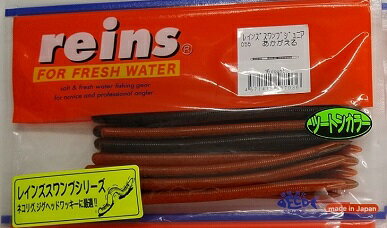 reins®
FOR FRESH WATER
salt & fresh water fishing gear
for novice and professional angler
レインズスワンプジュニア
055 あかがえる
ツートンカラー
レインズスワンプシリーズ
ネコリグ、ジグヘッドワッキーに最適!!
made in Japan